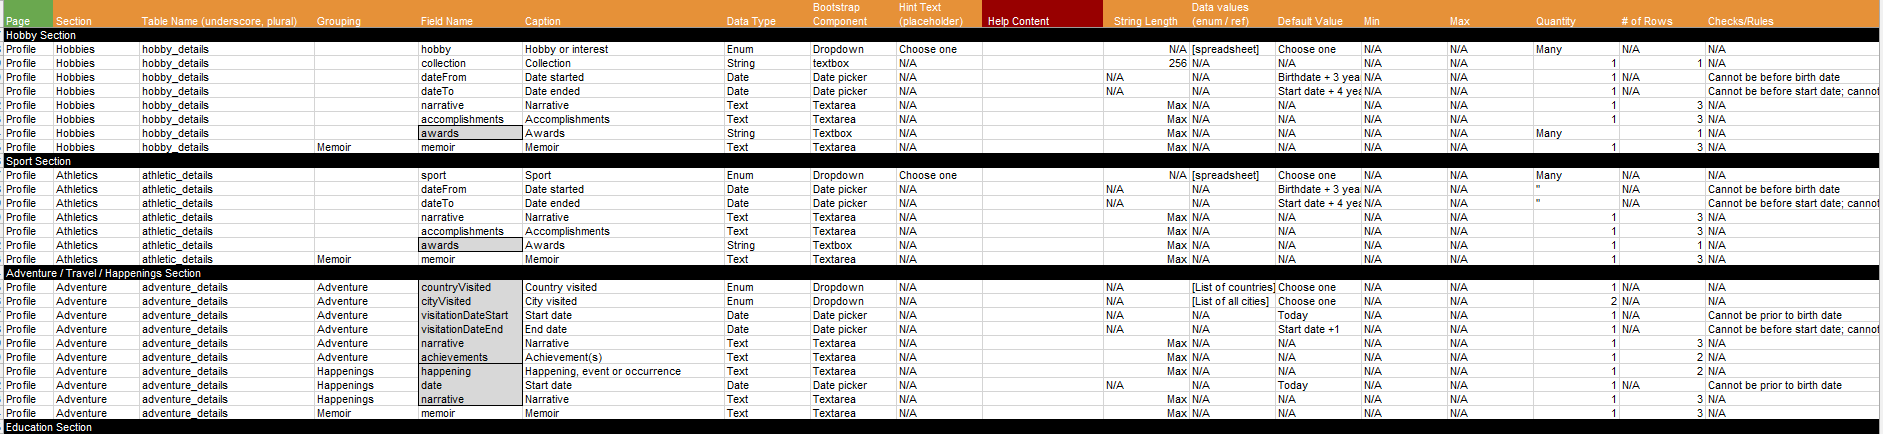 Page Section Table Name (underscore, plural) Grouping Field Name Caption Data Type Bootstrap Component Hint Text (placeholder) Help Content String Length Data values (enum / ref) Default Value Min Max Quantity # of Rows Checks/Rules
Hobby Section
Profile Hobbies hobby_details hobby Hobby or interest Enum Dropdown Choose one N/A [spreadsheet] Choose one N/A N/A Many N/A N/A
Profile Hobbies hobby_details collection Collection String textbox N/A 256 N/A N/A N/A N/A 1 1 N/A
Profile Hobbies hobby_details dateFrom Date started Date Date picker N/A N/A N/A Birthdate + 3 yea N/A N/A 1 N/A Cannot be before birth date
Profile Hobbies hobby_details dateTo Date ended Date Date picker N/A N/A N/A Start date + 4 yea N/A N/A 1 N/A Cannot be before start date; cannot
Profile Hobbies hobby_details narrative Narrative Text Textarea N/A Max N/A N/A N/A N/A 1 3 N/A
Profile Hobbies hobby_details accomplishments Accomplishments Text Textarea N/A Max N/A N/A N/A N/A 1 3 N/A
Profile Hobbies hobby_details awards Awards String Textbox N/A Max N/A N/A N/A N/A Many 1 N/A
Profile Hobbies hobby_details Memoir memoir Memoir Text Textarea N/A Max N/A N/A N/A N/A 1 3 N/A
Sport Section
Profile Athletics athletic_details sport Sport Enum Dropdown Choose one N/A [spreadsheet] Choose one N/A N/A Many N/A N/A
Profile Athletics athletic_details dateFrom Date started Date Date picker N/A N/A N/A Birthdate + 3 yea N/A N/A " N/A Cannot be before birth date
Profile Athletics athletic_details dateTo Date ended Date Date picker N/A N/A N/A Start date + 4 yea N/A N/A " N/A Cannot be before start date; cannot
Profile Athletics athletic_details narrative Narrative Text Textarea N/A Max N/A N/A N/A N/A 1 3 N/A
Profile Athletics athletic_details accomplishments Accomplishments Text Textarea N/A Max N/A N/A N/A N/A 1 3 N/A
Profile Athletics athletic_details awards Awards String Textbox N/A Max N/A N/A N/A N/A 1 1 N/A
Profile Athletics athletic_details Memoir memoir Memoir Text Textarea N/A Max N/A N/A N/A N/A 1 3 N/A
Adventure / Travel / Happenings Section
Profile Adventure adventure_details Adventure countryVisited Country visited Enum Dropdown N/A N/A [List of countries] Choose one N/A N/A 1 N/A N/A
Profile Adventure adventure_details Adventure cityVisited City visited Enum Dropdown N/A N/A [List of all cities] Choose one N/A N/A 2 N/A N/A
Profile Adventure adventure_details Adventure visitationDateStart Start date Date Date picker N/A N/A N/A Today N/A N/A 1 N/A Cannot be prior to birth date
Profile Adventure adventure_details Adventure visitationDateEnd End date Date Date picker N/A N/A N/A Start date +1 N/A N/A 1 N/A Cannot be before start date; cannot
Profile Adventure adventure_details Adventure narrative Narrative Text Textarea N/A Max N/A N/A N/A N/A 1 3 N/A
Profile Adventure adventure_details Adventure achievements Achievement(s) Text Textarea N/A Max N/A N/A N/A N/A 1 2 N/A
Profile Adventure adventure_details Happenings happening Happening, event or occurrence Text Textarea N/A Max N/A N/A N/A N/A 1 2 N/A
Profile Adventure adventure_details Happenings date Start date Date Date picker N/A N/A N/A Today N/A N/A 1 N/A Cannot be prior to birth date
Profile Adventure adventure_details Happenings narrative Narrative Text Textarea N/A Max N/A N/A N/A N/A 1 3 N/A
Profile Adventure adventure_details Memoir memoir Memoir Text Textarea N/A Max N/A N/A N/A N/A 1 3 N/A
Education Section